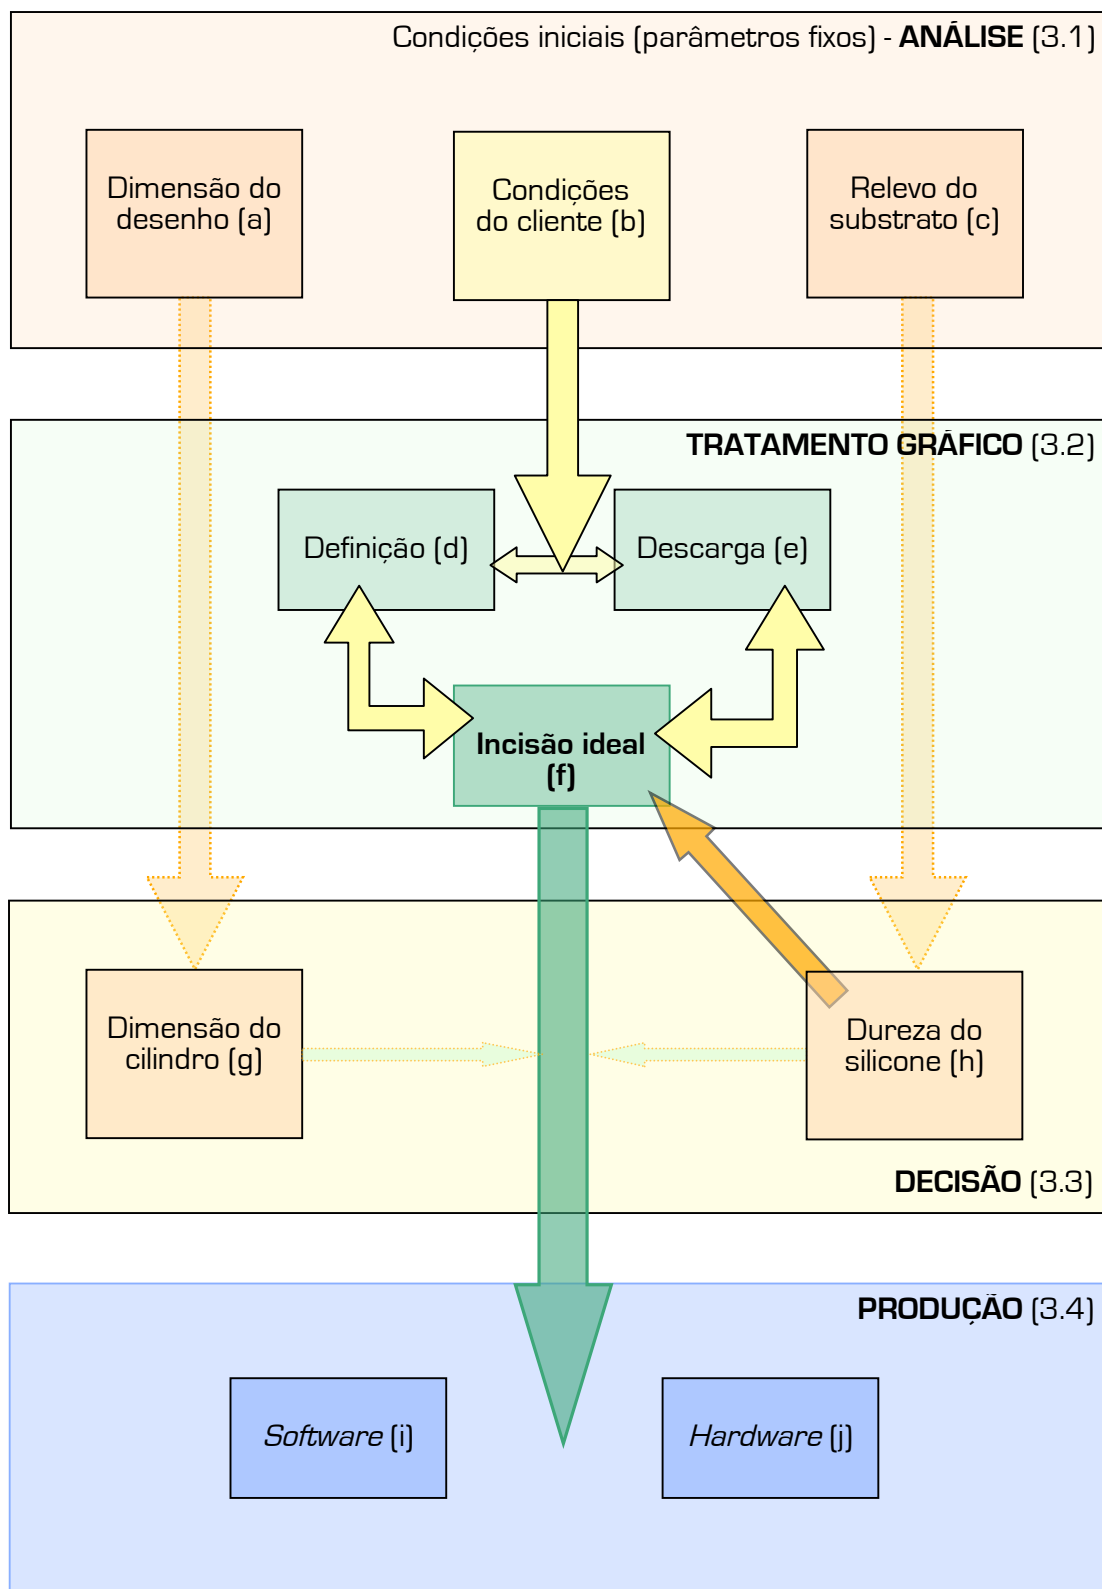 Condições iniciais (parâmetros fixos) - ANÁLISE (3.1)
Dimensão do
desenho (a)
Condições
do cliente (b)
Relevo do
substrato (c)
TRATAMENTO GRÁFICO (3.2)
Definição (d)
Descarga (e)
Incisão ideal
(f)
Dimensão do
cilindro (g)
Dureza do
silicone (h)
DECISÃO (3.3)
PRODUÇÃO (3.4)
Software (i)
Hardware (j)